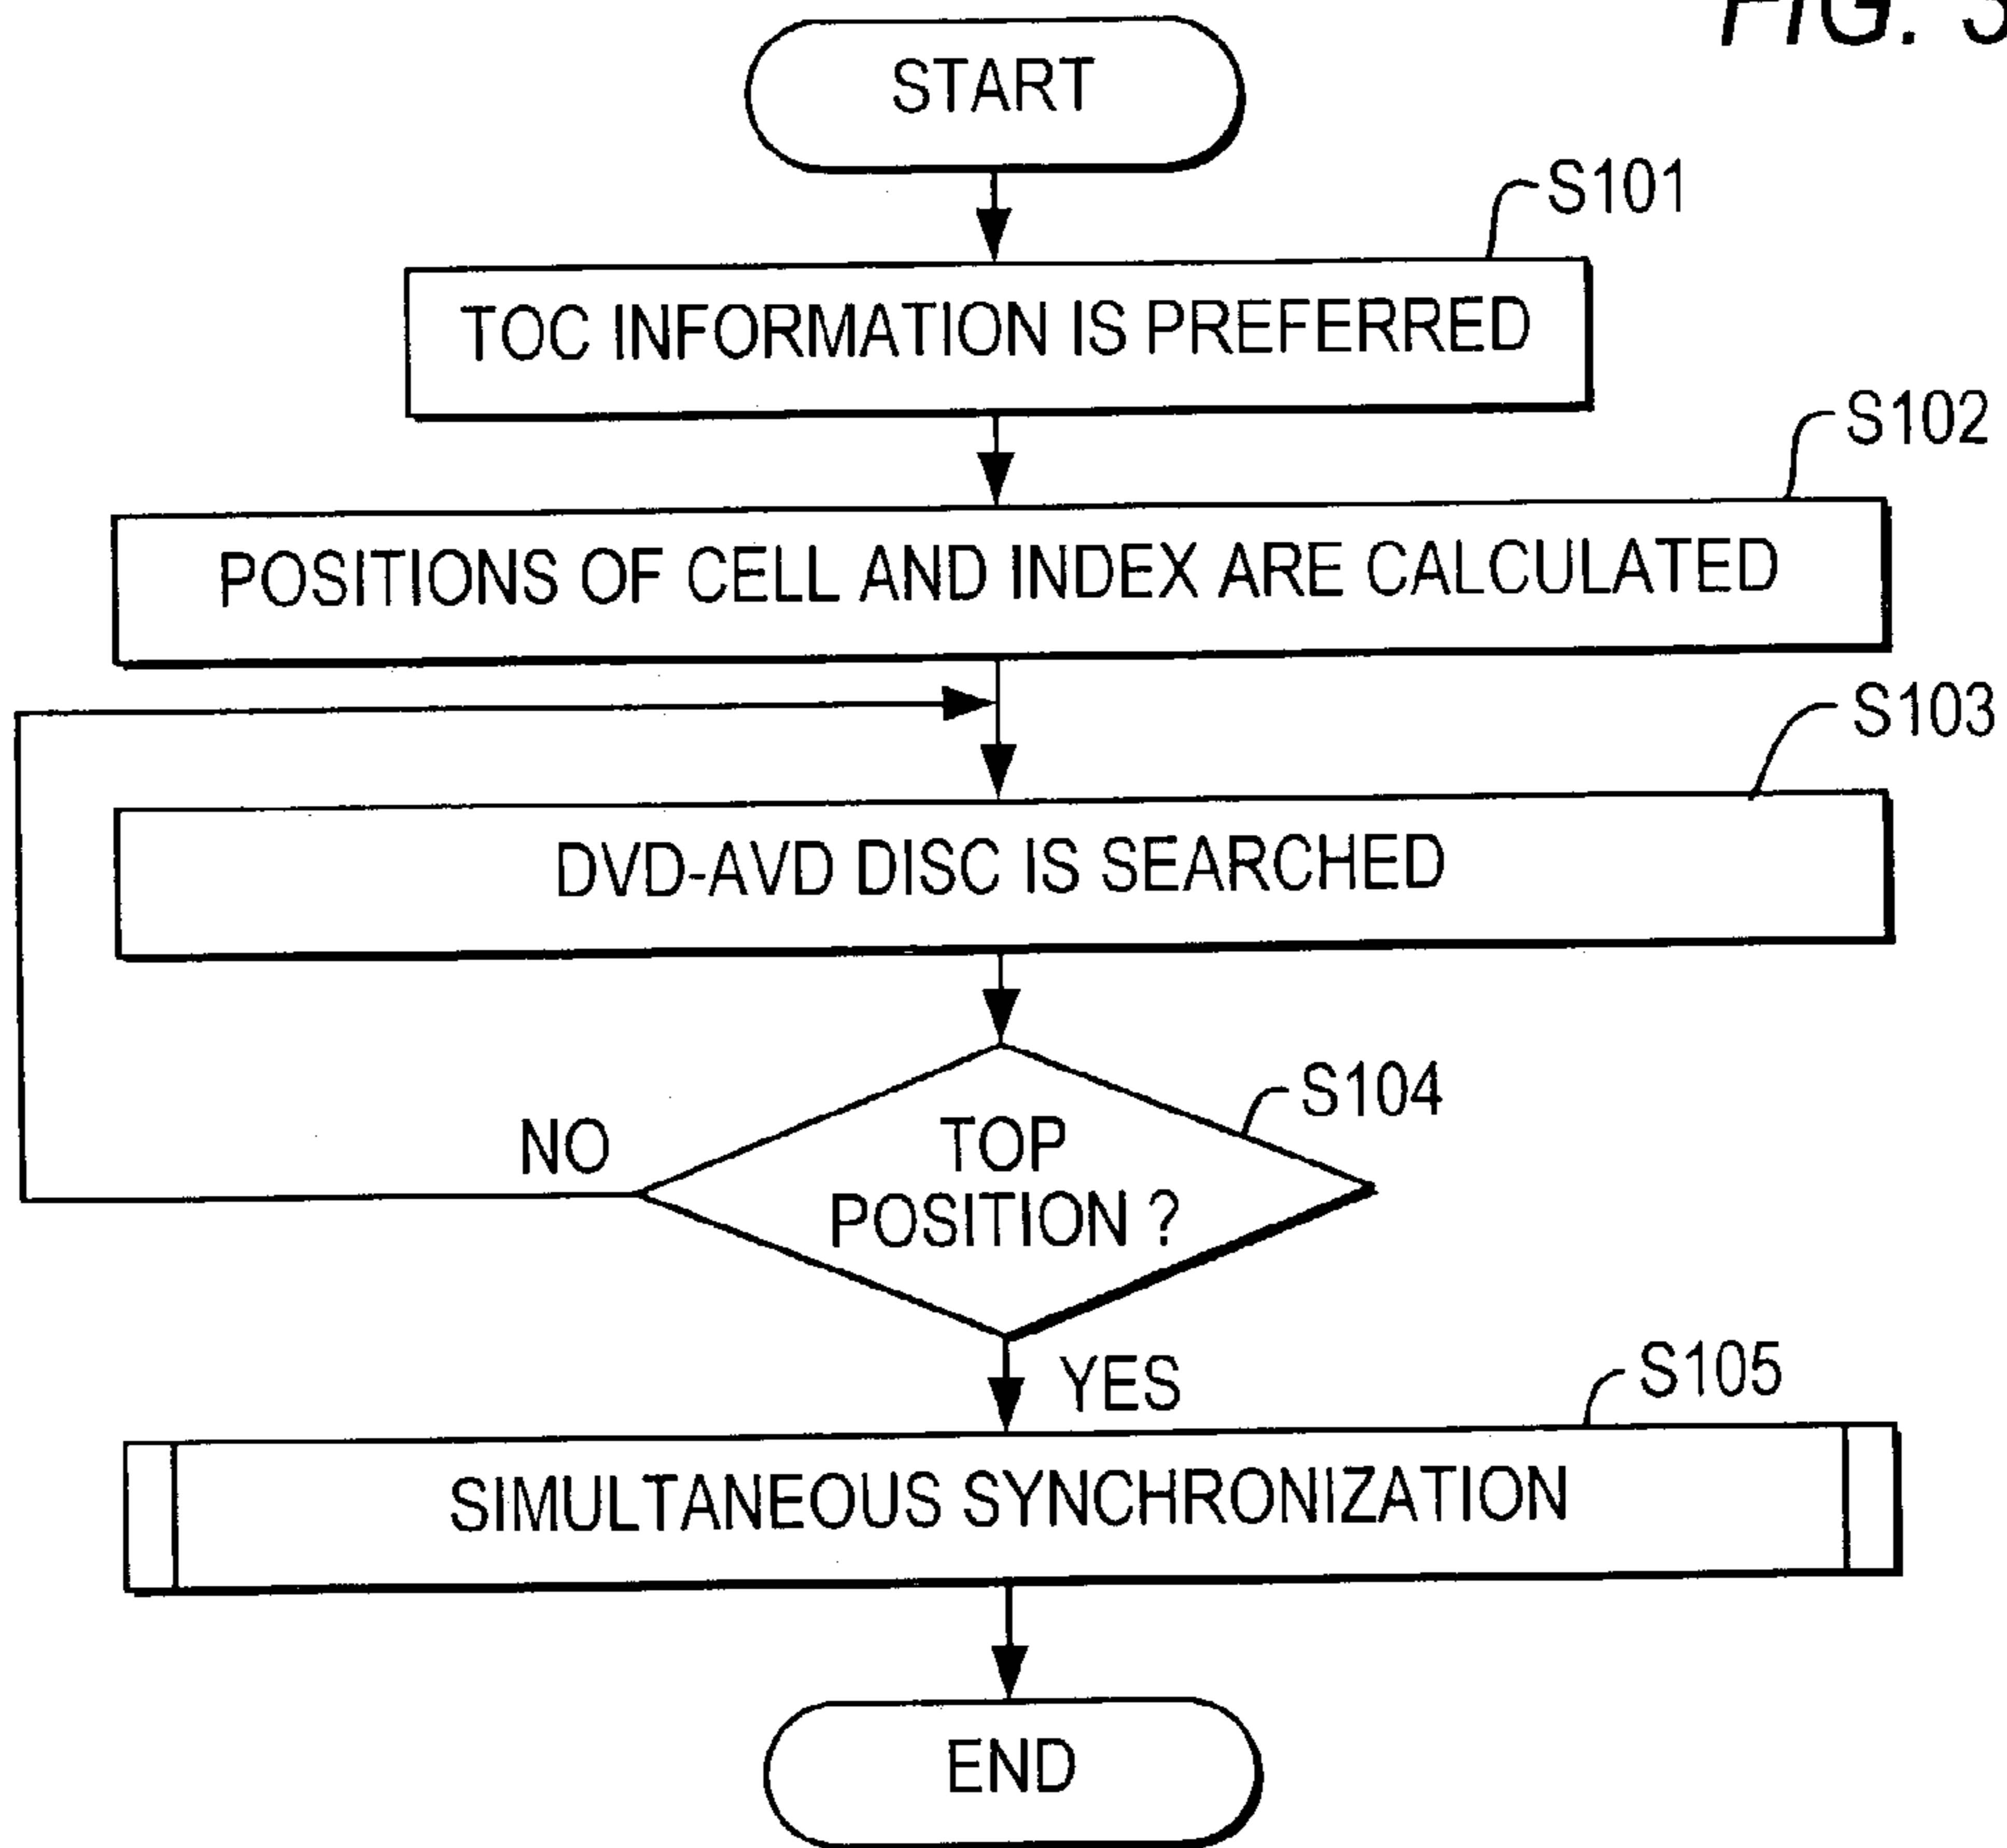 FIG. 3
START
S101
TOC INFORMATION IS PREFERRED
S102
POSITIONS OF CELL AND INDEX ARE CALCULATED
S103
DVD-AVD DISC IS SEARCHED
S104
NO
TOP
POSITION ?
YES
S105
SIMULTANEOUS SYNCHRONIZATION
END